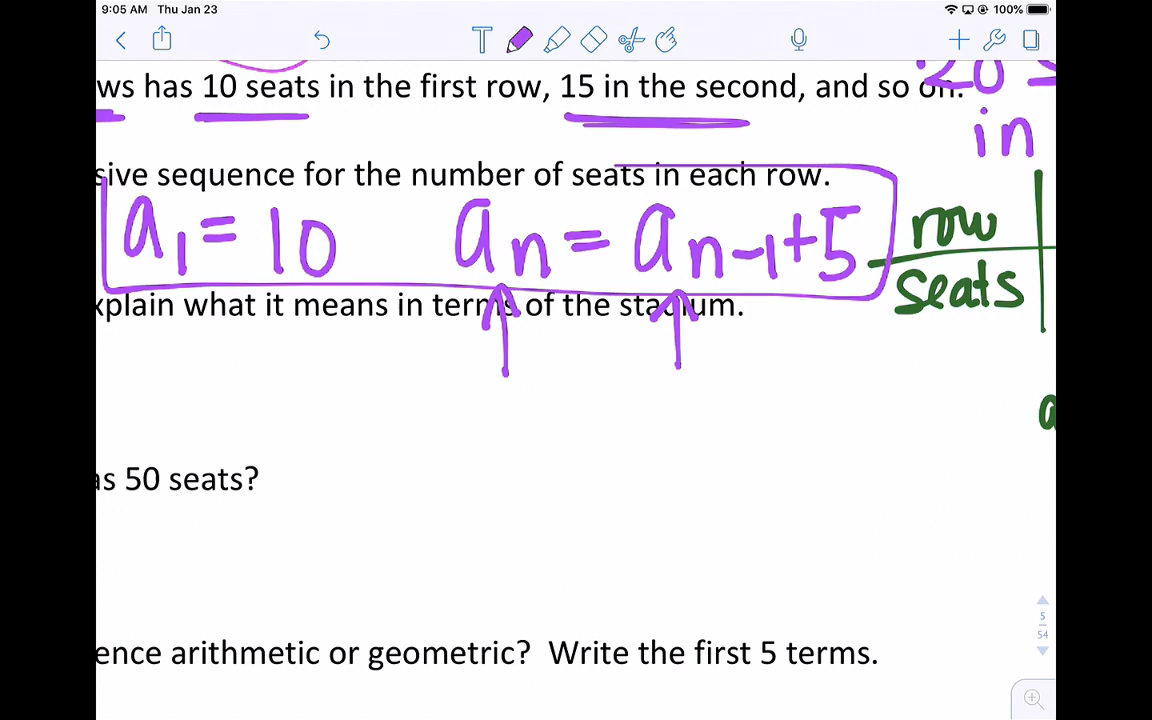 9:05 AM Thu Jan 23
100%
T
ws has 10 seats in the first row, 15 in the second, and so on.
20
in
sive sequence for the number of seats in each row.
a₁ = 10 aₙ = aₙ₋₁+5
row
seats
xplain what it means in terms of the stadium.
as 50 seats?
ence arithmetic or geometric? Write the first 5 terms.
5
54